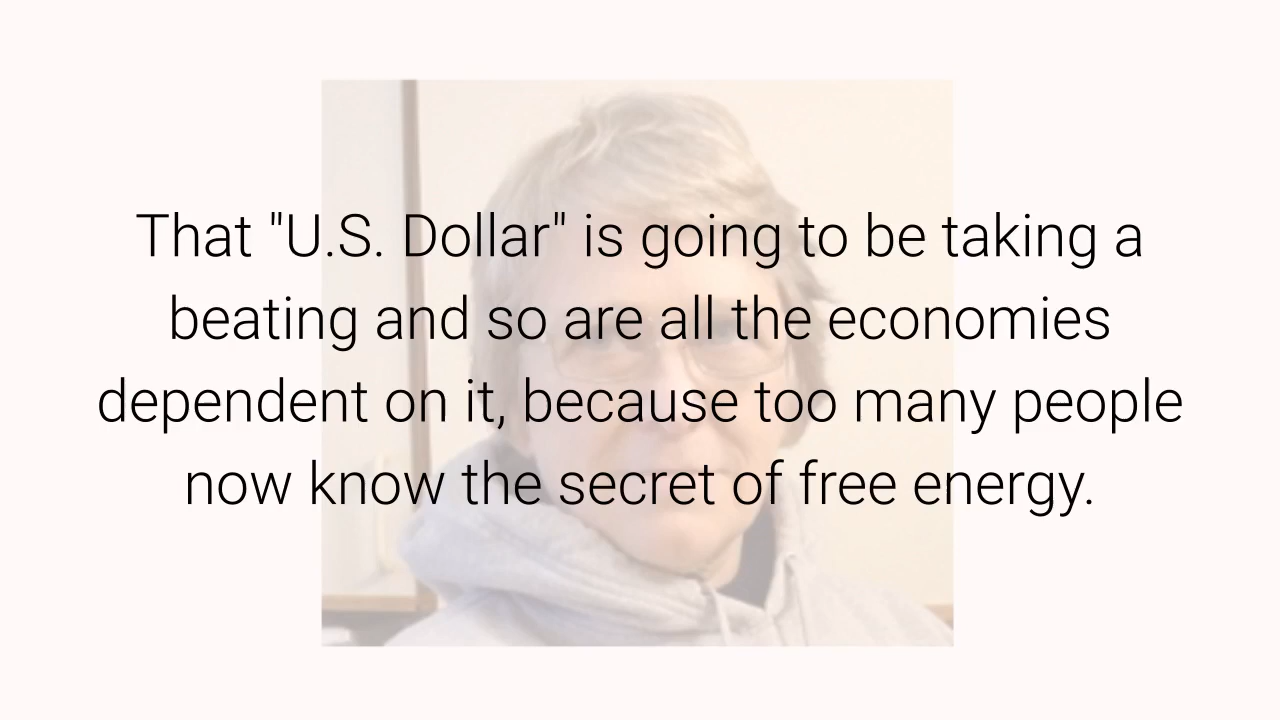 That "U.S. Dollar" is going to be taking a
beating and so are all the economies
dependent on it, because too many people
now know the secret of free energy.